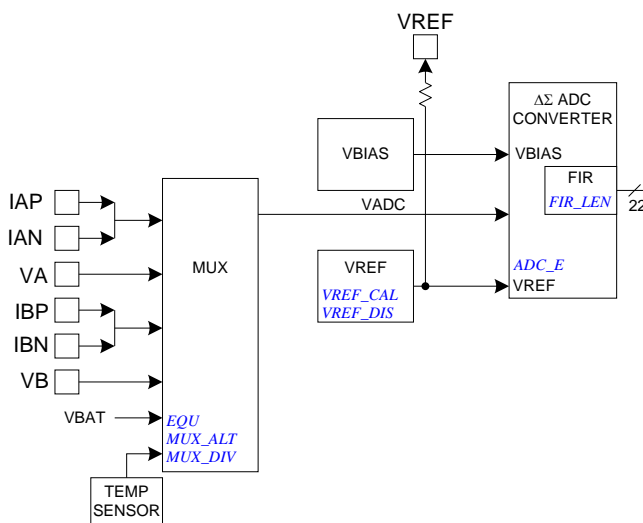 VREF
ΔΣ ADC
CONVERTER
VBIAS
VBIAS
FIR
FIR_LEN
22
IAP
IAN
VA
IBP
IBN
VB
VBAT
MUX
EQU
MUX_ALT
MUX_DIV
VADC
VREF
VREF_CAL
VREF_DIS
ADC_E
VREF
TEMP
SENSOR